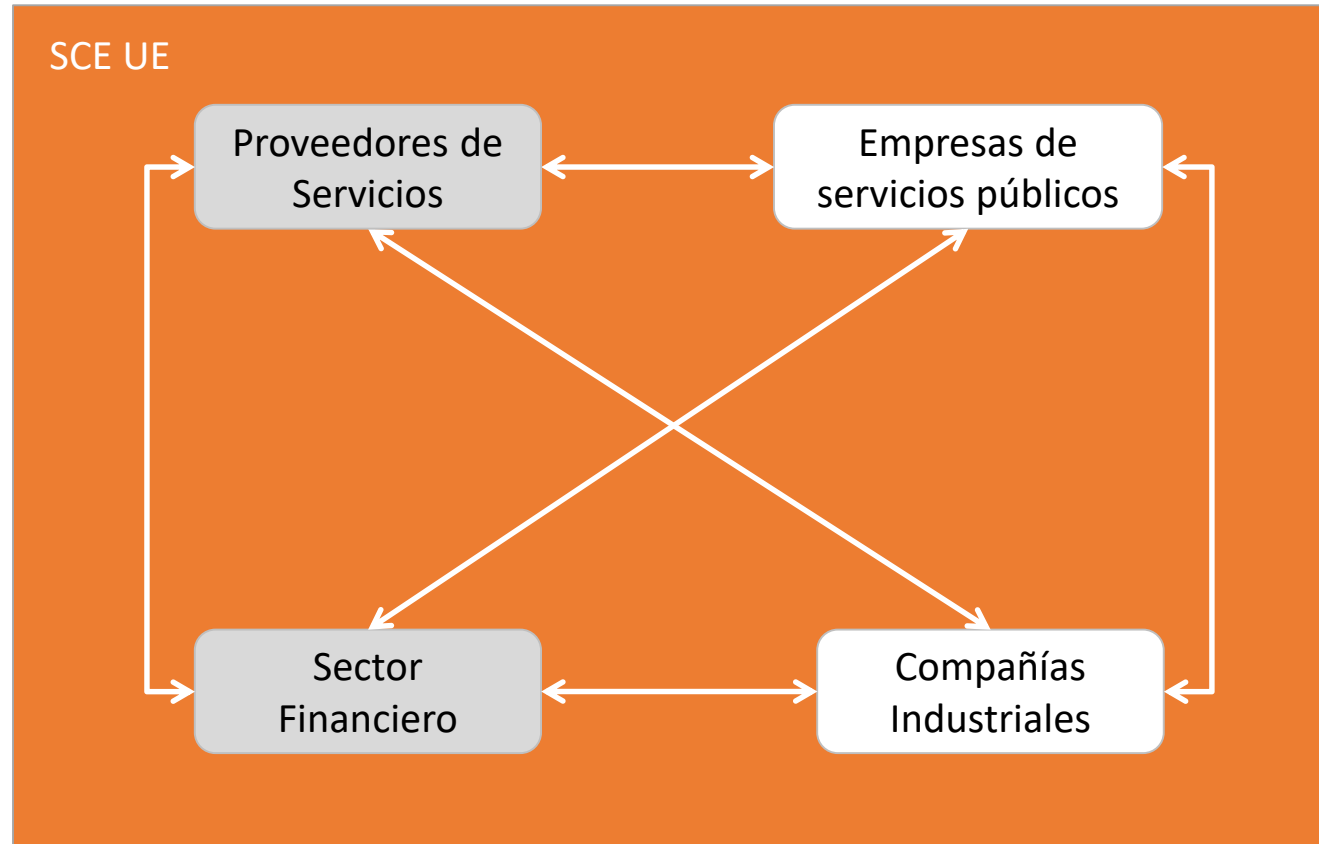 SCE UE
Proveedores de
Servicios
Empresas de
servicios públicos
Sector
Financiero
Compañías
Industriales